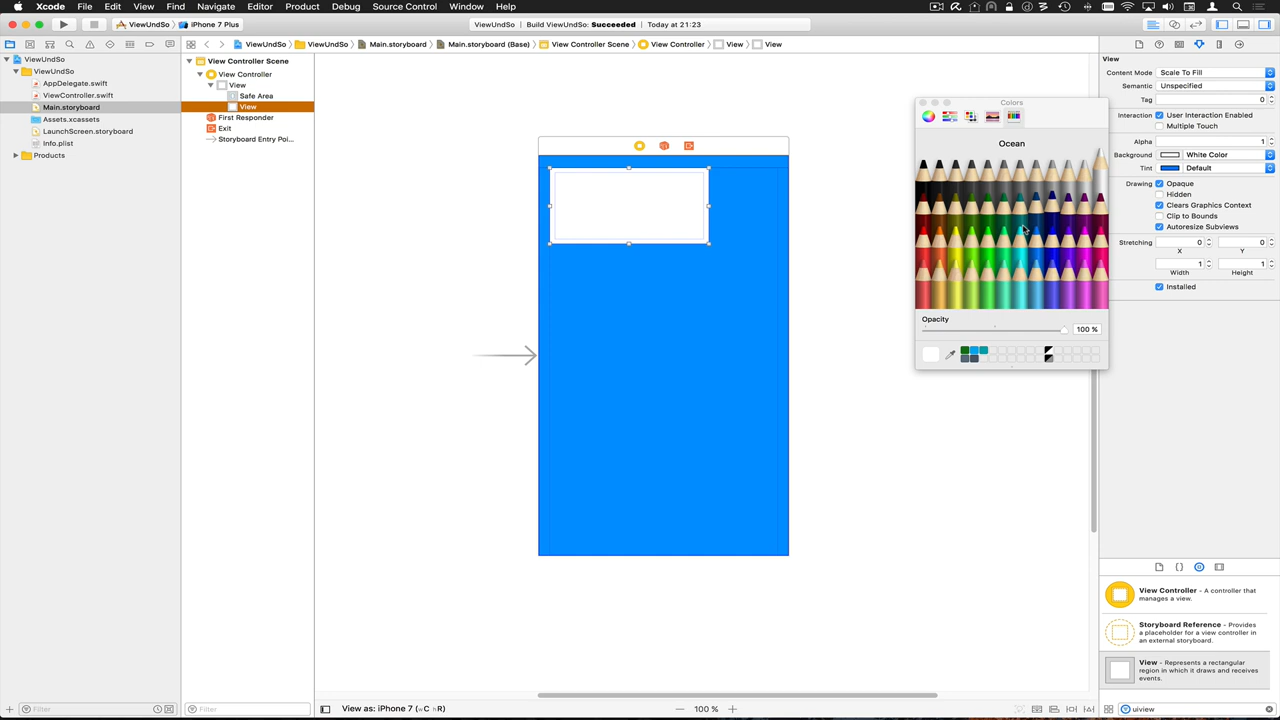 Xcode File Edit View Find Navigate Editor Product Debug Source Control Window Help
ViewUndSo iPhone 7 Plus
ViewUndSo Build ViewUndSo: Succeeded Today at 21:23
ViewUndSo ViewUndSo Main.storyboard Main.storyboard (Base) View Controller Scene View Controller View View
ViewUndSo
ViewUndSo
AppDelegate.swift
ViewController.swift
Main.storyboard
Assets.xcassets
LaunchScreen.storyboard
Info.plist
Products
View Controller Scene
View Controller
View
Safe Area
View
First Responder
Exit
Storyboard Entry Poi...
Colors
Ocean
Opacity
100 %
View
Content Mode Scale To Fill
Semantic Unspecified
Tag 0
Interaction User Interaction Enabled
Multiple Touch
Alpha 1
Background White Color
Tint Default
Drawing Opaque
Hidden
Clears Graphics Context
Clip to Bounds
Autoresize Subviews
Stretching 0 0
X Y
1 1
Width Height
Installed
View Controller - A controller that
manages a view.
Storyboard Reference - Provides
a placeholder for a view controller in
an external storyboard.
View - Represents a rectangular
region in which it draws and receives
events.
Filter
Filter
View as: iPhone 7 (wC hR)
100 %
uiview